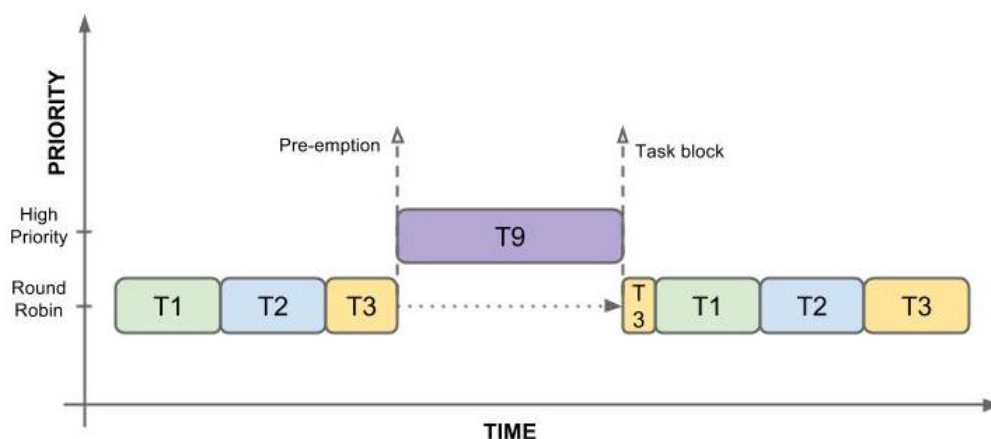 PRIORITY
Pre-emption
Task block
High
Priority
T9
Round
Robin
T1
T2
T3
T
3
T1
T2
T3
TIME